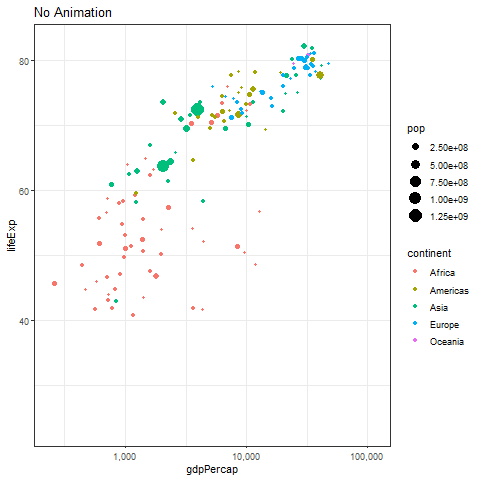 No Animation
lifeExp
80
60
40
1,000
10,000
100,000
gdpPercap
pop
2.50e+08
5.00e+08
7.50e+08
1.00e+09
1.25e+09
continent
Africa
Americas
Asia
Europe
Oceania